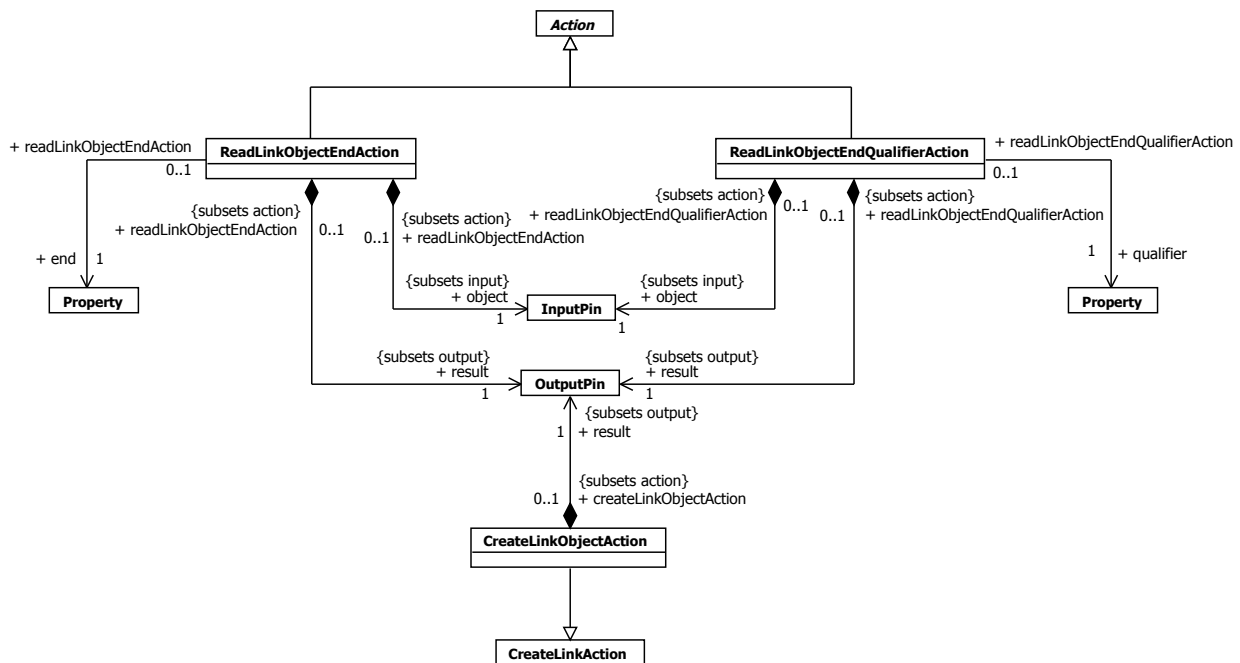 Action
+ readLinkObjectEndAction
0..1
ReadLinkObjectEndAction
ReadLinkObjectEndQualifierAction
+ readLinkObjectEndQualifierAction
0..1
{subsets action}
+ readLinkObjectEndAction
0..1
{subsets action}
0..1
+ readLinkObjectEndAction
{subsets action}
+ readLinkObjectEndQualifierAction
0..1
{subsets action}
0..1
+ readLinkObjectEndQualifierAction
+ end
1
Property
{subsets input}
+ object
1
InputPin
{subsets input}
+ object
1
1
+ qualifier
Property
{subsets output}
+ result
1
OutputPin
{subsets output}
+ result
1
{subsets output}
1
+ result
{subsets action}
0..1
+ createLinkObjectAction
CreateLinkObjectAction
CreateLinkAction